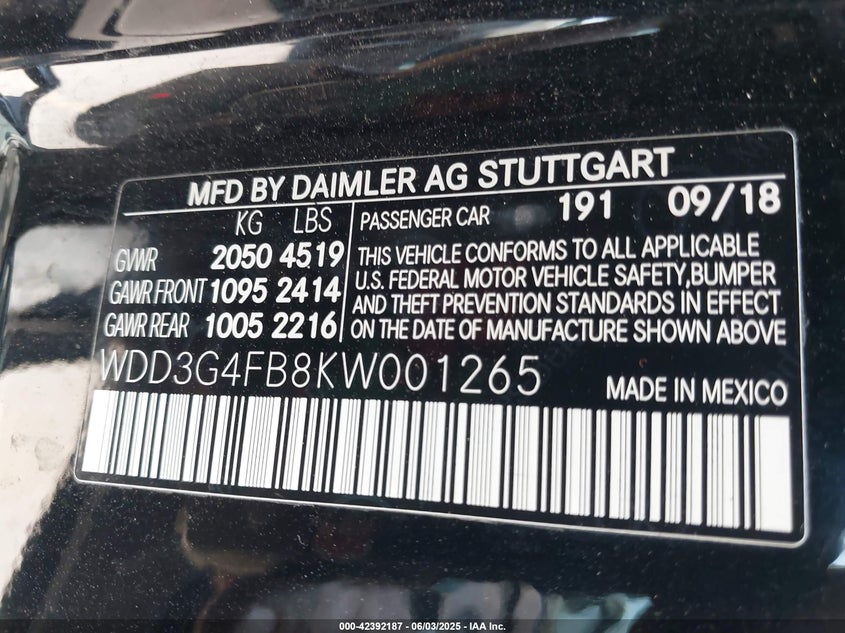 MFD BY DAIMLER AG STUTTGART
KG LBS
GVWR 2050 4519
GAWR FRONT 1095 2414
GAWR REAR 1005 2216
PASSENGER CAR 191 09/18
THIS VEHICLE CONFORMS TO ALL APPLICABLE
U.S. FEDERAL MOTOR VEHICLE SAFETY,BUMPER
AND THEFT PREVENTION STANDARDS IN EFFECT
ON THE DATE OF MANUFACTURE SHOWN ABOVE
WDD3G4FB8KW001265
MADE IN MEXICO
000-42392187 - 06/03/2025 - IAA Inc.